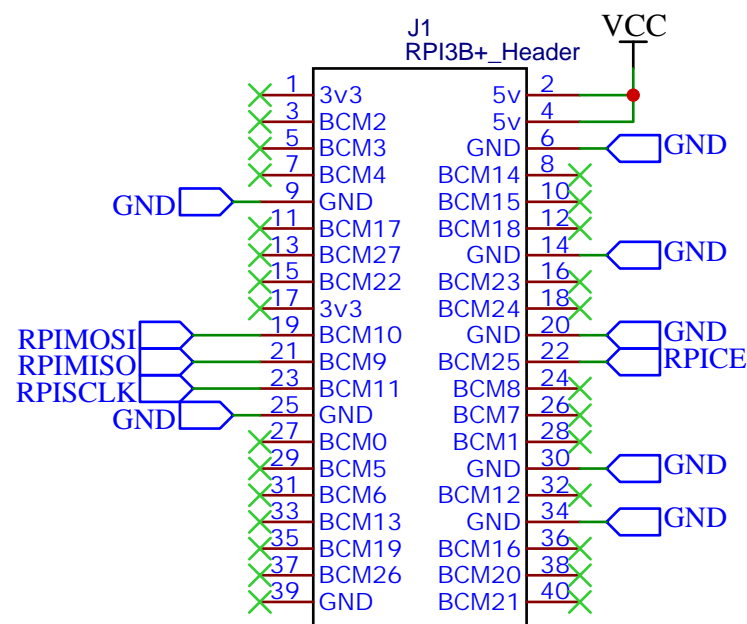 J1
RPI3B+_Header
VCC
1 3v3 5v 2
3 BCM2 5v 4
5 BCM3 GND 6 GND
7 BCM4 BCM14 8
GND 9 GND BCM15 10
11 BCM17 BCM18 12
13 BCM27 GND 14 GND
15 BCM22 BCM23 16
17 3v3 BCM24 18
RPIMOSI 19 BCM10 GND 20 GND
RPIMISO 21 BCM9 BCM25 22 RPICE
RPISCLK 23 BCM11 BCM8 24
GND 25 GND BCM7 26
27 BCM0 BCM1 28
29 BCM5 GND 30 GND
31 BCM6 BCM12 32
33 BCM13 GND 34 GND
35 BCM19 BCM16 36
37 BCM26 BCM20 38
39 GND BCM21 40